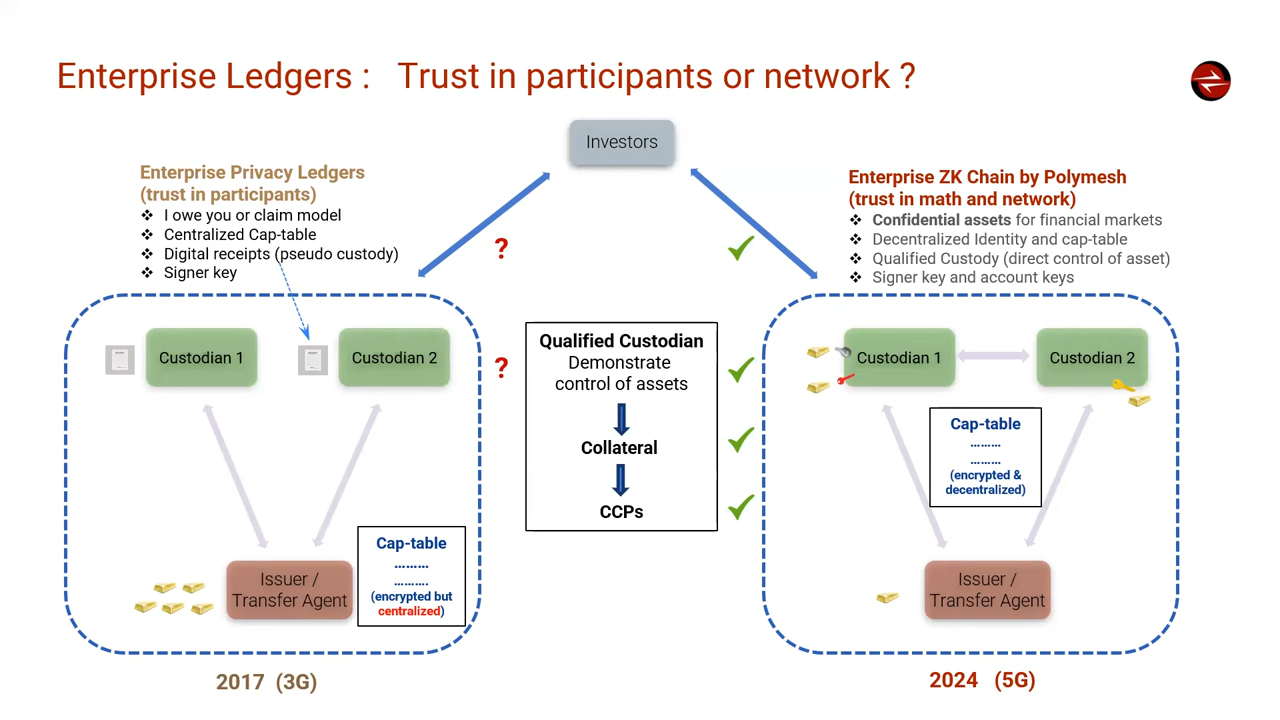 Enterprise Ledgers :   Trust in participants or network ?
Investors
Enterprise Privacy Ledgers
(trust in participants)
❖ I owe you or claim model
❖ Centralized Cap-table
❖ Digital receipts (pseudo custody)
❖ Signer key
Enterprise ZK Chain by Polymesh
(trust in math and network)
❖ Confidential assets for financial markets
❖ Decentralized Identity and cap-table
❖ Qualified Custody (direct control of asset)
❖ Signer key and account keys
?
?
Custodian 1
Custodian 2
Issuer /
Transfer Agent
Cap-table
.........
..........
(encrypted but
centralized)
2017  (3G)
Qualified Custodian
Demonstrate
control of assets
Collateral
CCPs
Custodian 1
Custodian 2
Cap-table
.........
.........
(encrypted &
decentralized)
Issuer /
Transfer Agent
2024   (5G)